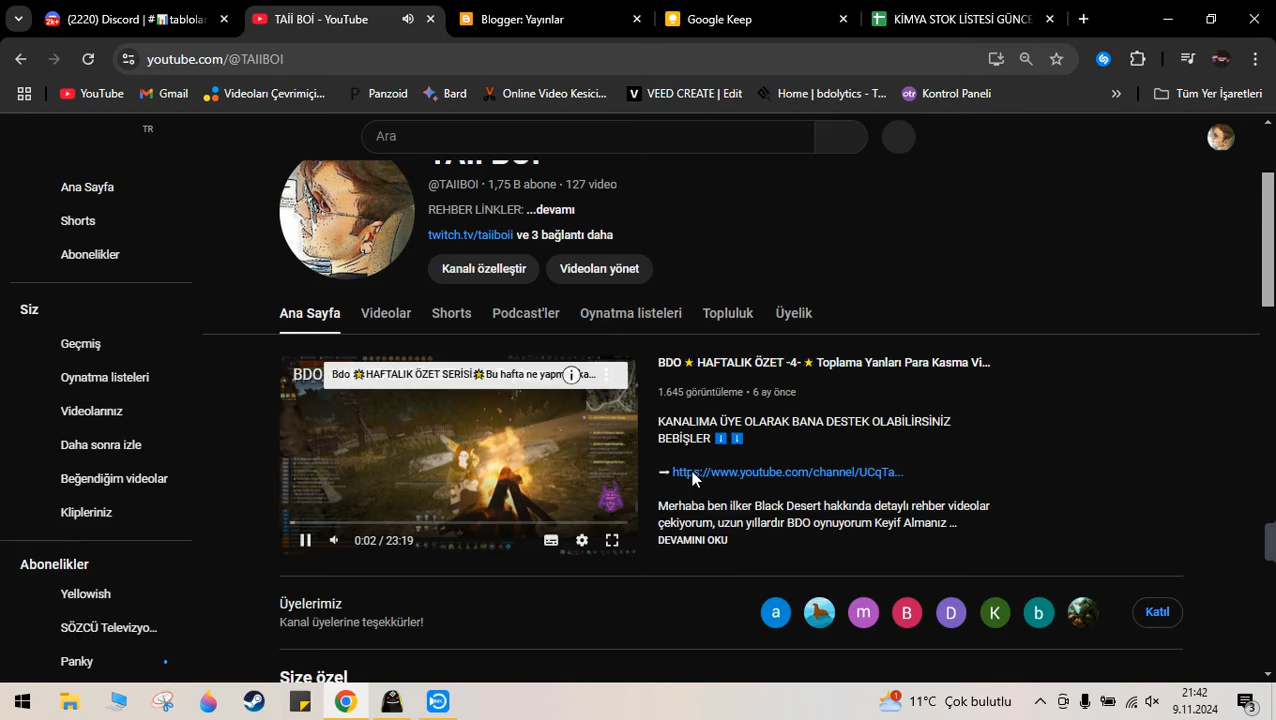 (2220) Discord | #📊tablolar
TAİİ BOİ - YouTube
Blogger: Yayınlar
Google Keep
KİMYA STOK LİSTESİ GÜNCE
youtube.com/@TAIIBOI
YouTube
Gmail
Videoları Çevrimiçi...
Panzoid
Bard
Online Video Kesici...
VEED CREATE | Edit
Home | bdolytics - T...
Kontrol Paneli
Tüm Yer İşaretleri
TR
Ara
Ana Sayfa
Shorts
Abonelikler
Siz
Geçmiş
Oynatma listeleri
Videolarınız
Daha sonra izle
Beğendiğim videolar
Klipleriniz
Abonelikler
Yellowish
SÖZCÜ Televizyo...
Panky
TAİİ BOİ
@TAIIBOI • 1,75 B abone • 127 video
REHBER LİNKLER: ...devamı
twitch.tv/taiiboii ve 3 bağlantı daha
Kanalı özelleştir
Videoları yönet
Ana Sayfa
Videolar
Shorts
Podcast'ler
Oynatma listeleri
Topluluk
Üyelik
BDO
Bdo 💥HAFTALIK ÖZET SERİSİ💥Bu hafta ne yapm
ka...
0:02 / 23:19
BDO ★ HAFTALIK ÖZET -4- ★ Toplama Yanları Para Kasma Vi...
1.645 görüntüleme • 6 ay önce
KANALIMA ÜYE OLARAK BANA DESTEK OLABİLİRSİNİZ
BEBİŞLER ⬇️ ⬇️
➞ https://www.youtube.com/channel/UCqTa...
Merhaba ben ilker Black Desert hakkında detaylı rehber videolar
çekiyorum, uzun yıllardır BDO oynuyorum Keyif Almanız ...
DEVAMINI OKU
Üyelerimiz
Kanal üyelerine teşekkürler!
a
m
B
D
K
b
Katıl
Size özel
11°C Çok bulutlu
21:42
9.11.2024